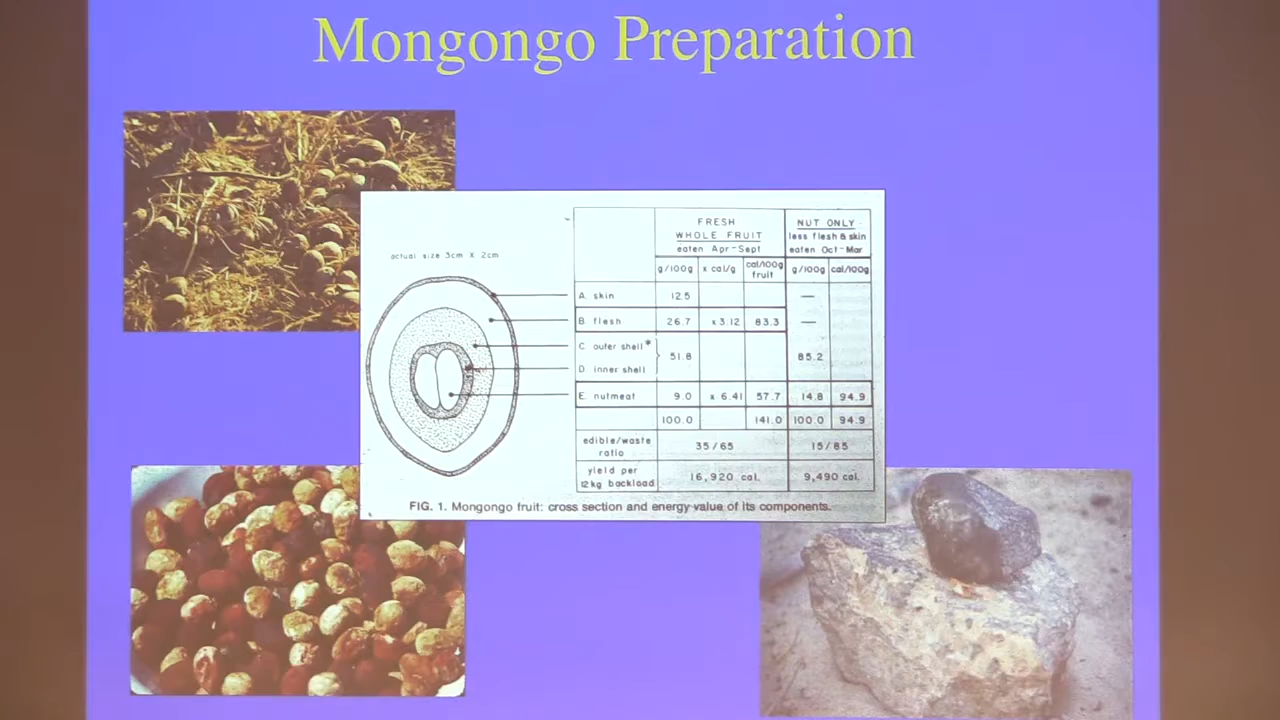 Mongongo Preparation
actual size 3cm X 2cm
FRESH WHOLE FRUIT eaten Apr-Sept
NUT ONLY less flesh & skin eaten Oct-Mar
g/100g x cal/g cal/100g fruit g/100g cal/100g
A. skin 12.5 —
B. flesh 26.7 x 3.12 83.3 —
C. outer shell*
51.8 85.2
D. inner shell
E. nutmeat 9.0 x 6.41 57.7 14.8 94.9
100.0 141.0 100.0 94.9
edible/waste ratio 35/65 15/85
yield per 12kg backload 16,920 cal. 9,490 cal.
FIG. 1. Mongongo fruit: cross section and energy value of its components.